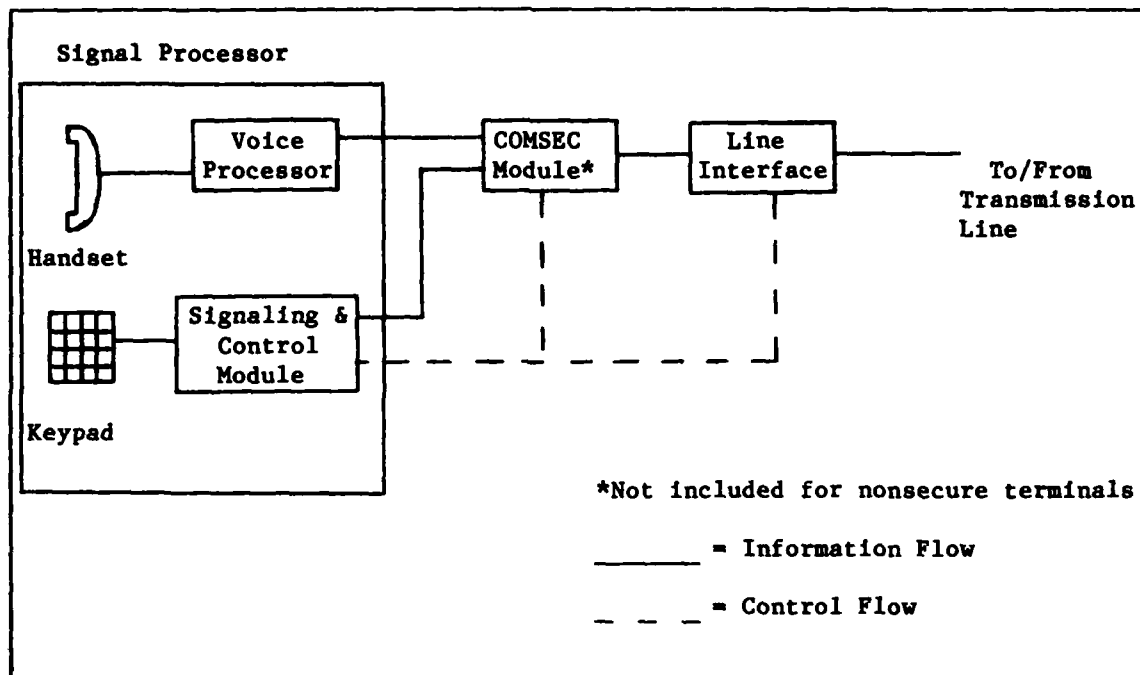 Signal Processor
Voice
Processor
COMSEC
Module*
Line
Interface
To/From
Transmission
Line
Handset
Signaling &
Control
Module
Keypad
*Not included for nonsecure terminals
= Information Flow
= Control Flow